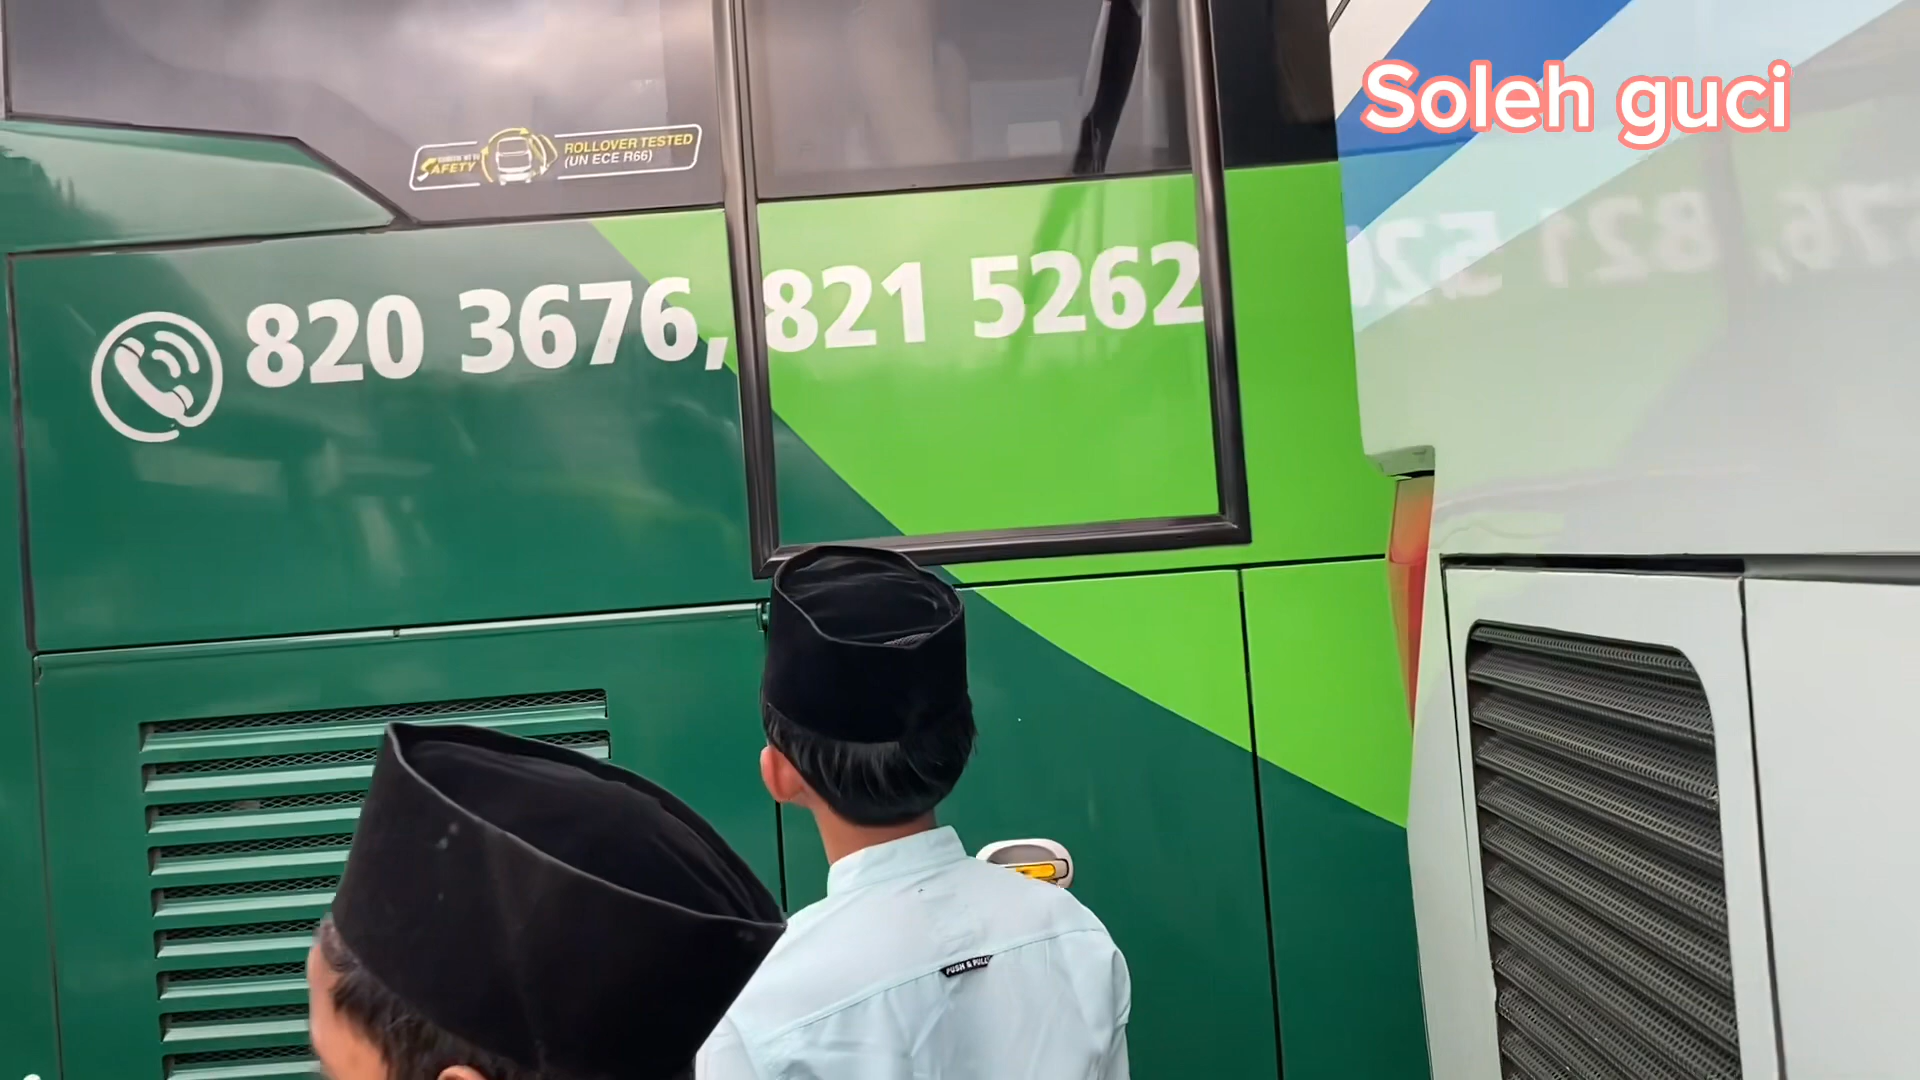 Soleh guci
SAFETY
ROLLOVER TESTED
(UN ECE R66)
820 3676, 821 5262
PUSH & PULL